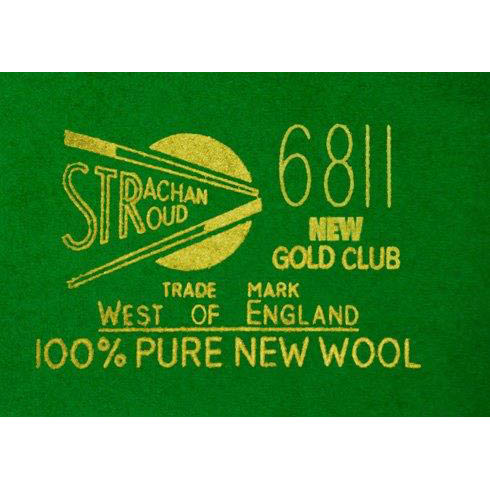 STRACHAN
STROUD
6811
NEW
GOLD CLUB
TRADE MARK
WEST OF ENGLAND
100% PURE NEW WOOL